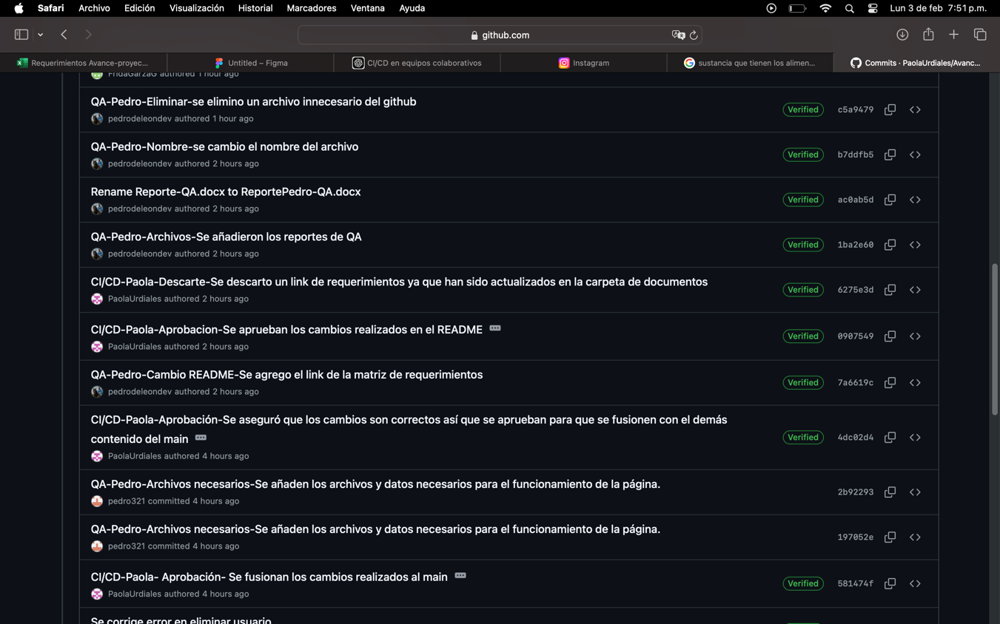 Safari Archivo Edición Visualización Historial Marcadores Ventana Ayuda Lun 3 de feb 7:51 p.m.
github.com
Requerimientos Avance-proyec... Untitled – Figma CI/CD en equipos colaborativos Instagram sustancia que tienen los alimen... Commits · PaolaUrdiales/Avanc...
FridaGarzaG authored 1 hour ago
QA-Pedro-Eliminar-se elimino un archivo innecesario del github
pedrodeleondev authored 1 hour ago
Verified c5a9479
QA-Pedro-Nombre-se cambio el nombre del archivo
pedrodeleondev authored 2 hours ago
Verified b7ddfb5
Rename Reporte-QA.docx to ReportePedro-QA.docx
pedrodeleondev authored 2 hours ago
Verified ac0ab5d
QA-Pedro-Archivos-Se añadieron los reportes de QA
pedrodeleondev authored 2 hours ago
Verified 1ba2e60
CI/CD-Paola-Descarte-Se descarto un link de requerimientos ya que han sido actualizados en la carpeta de documentos
PaolaUrdiales authored 2 hours ago
Verified 6275e3d
CI/CD-Paola-Aprobacion-Se aprueban los cambios realizados en el README
PaolaUrdiales authored 2 hours ago
Verified 0907549
QA-Pedro-Cambio README-Se agrego el link de la matriz de requerimientos
pedrodeleondev authored 2 hours ago
Verified 7a6619c
CI/CD-Paola-Aprobación-Se aseguró que los cambios son correctos así que se aprueban para que se fusionen con el demás
contenido del main
PaolaUrdiales authored 4 hours ago
Verified 4dc02d4
QA-Pedro-Archivos necesarios-Se añaden los archivos y datos necesarios para el funcionamiento de la página.
pedro321 committed 4 hours ago
2b92293
QA-Pedro-Archivos necesarios-Se añaden los archivos y datos necesarios para el funcionamiento de la página.
pedro321 committed 4 hours ago
197052e
CI/CD-Paola- Aprobación- Se fusionan los cambios realizados al main
PaolaUrdiales authored 4 hours ago
Verified 581474f
Se corrige error en eliminar usuario